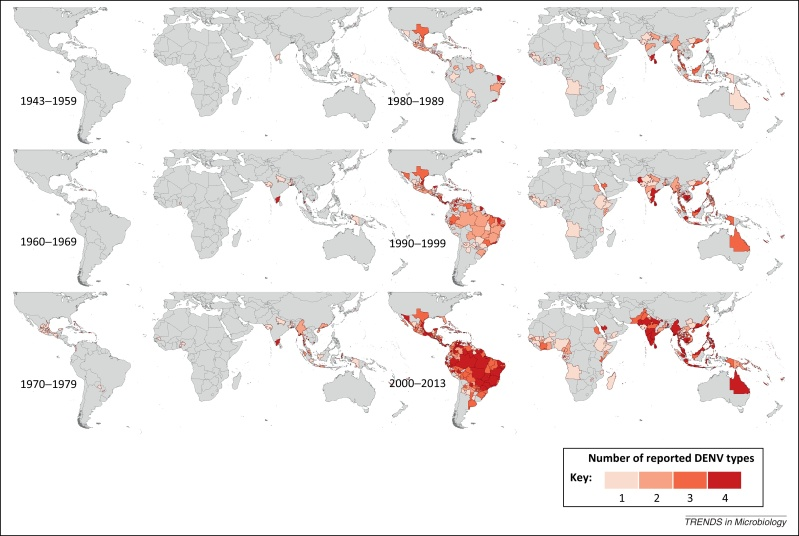 1943–1959
1980–1989
1960–1969
1990–1999
1970–1979
2000–2013
Number of reported DENV types
Key:
1 2 3 4
TRENDS in Microbiology